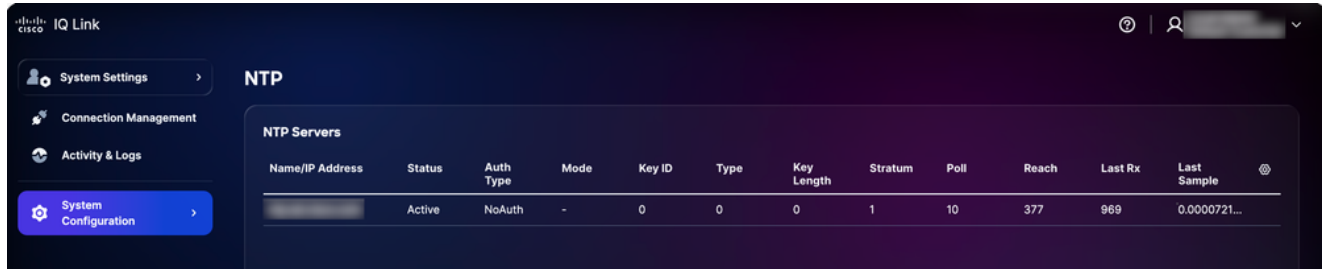 cisco IQ Link
System Settings
NTP
Connection Management
NTP Servers
Activity & Logs
Name/IP Address Status Auth Type Mode Key ID Type Key Length Stratum Poll Reach Last Rx Last Sample
System Configuration
Active NoAuth - 0 0 0 1 10 377 969 0.0000721...